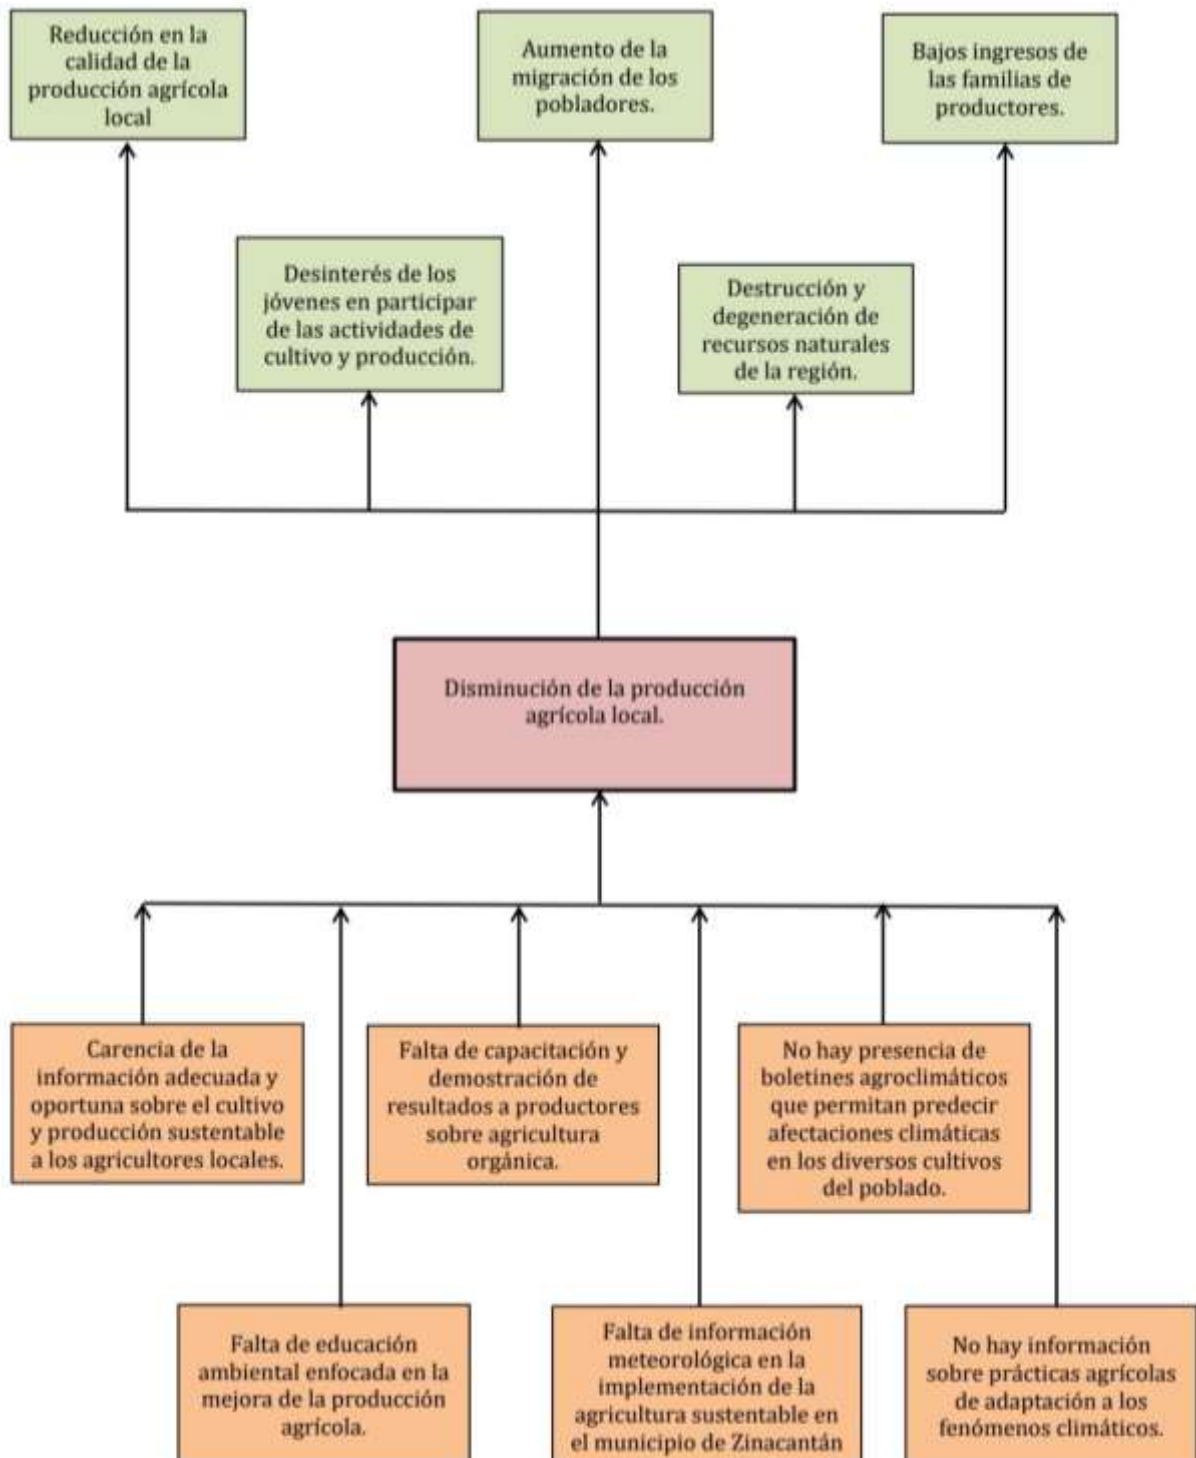 Reducción en la
calidad de la
producción agrícola
local
Aumento de la
migración de los
pobladores.
Bajos ingresos de
las familias de
productores.
Desinterés de los
jóvenes en participar
de las actividades de
cultivo y producción.
Destrucción y
degeneración de
recursos naturales
de la región.
Disminución de la producción
agrícola local.
Carencia de la
información adecuada y
oportuna sobre el cultivo
y producción sustentable
a los agricultores locales.
Falta de capacitación y
demostración de
resultados a productores
sobre agricultura
orgánica.
No hay presencia de
boletines agroclimáticos
que permitan predecir
afectaciones climáticas
en los diversos cultivos
del poblado.
Falta de educación
ambiental enfocada en la
mejora de la producción
agrícola.
Falta de información
meteorológica en la
implementación de la
agricultura sustentable en
el municipio de Zinacantán
No hay información
sobre prácticas agrícolas
de adaptación a los
fenómenos climáticos.